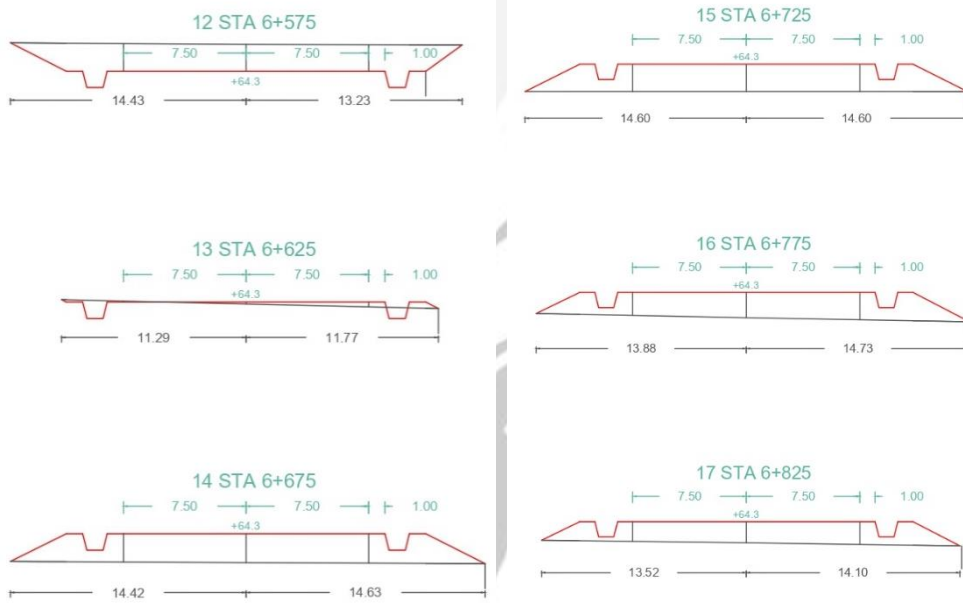 12 STA 6+575
7.50 7.50 1.00
+64.3
14.43 13.23
13 STA 6+625
7.50 7.50 1.00
+64.3
11.29 11.77
14 STA 6+675
7.50 7.50 1.00
+64.3
14.42 14.63
15 STA 6+725
7.50 7.50 1.00
+64.3
14.60 14.60
16 STA 6+775
7.50 7.50 1.00
+64.3
13.88 14.73
17 STA 6+825
7.50 7.50 1.00
+64.3
13.52 14.10